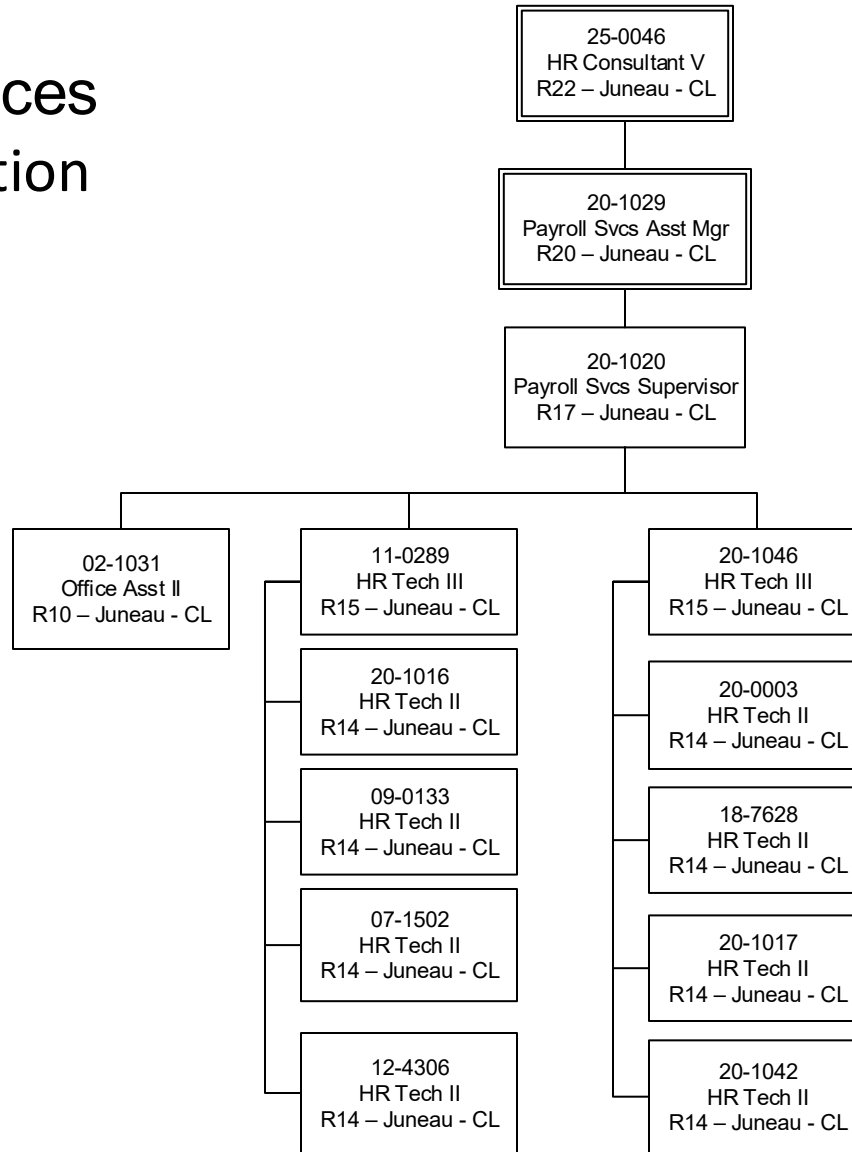 ces
tion
25-0046
HR Consultant V
R22 – Juneau - CL
20-1029
Payroll Svcs Asst Mgr
R20 – Juneau - CL
20-1020
Payroll Svcs Supervisor
R17 – Juneau - CL
02-1031
Office Asst II
R10 – Juneau - CL
11-0289
HR Tech III
R15 – Juneau - CL
20-1016
HR Tech II
R14 – Juneau - CL
09-0133
HR Tech II
R14 – Juneau - CL
07-1502
HR Tech II
R14 – Juneau - CL
12-4306
HR Tech II
R14 – Juneau - CL
20-1046
HR Tech III
R15 – Juneau - CL
20-0003
HR Tech II
R14 – Juneau - CL
18-7628
HR Tech II
R14 – Juneau - CL
20-1017
HR Tech II
R14 – Juneau - CL
20-1042
HR Tech II
R14 – Juneau - CL